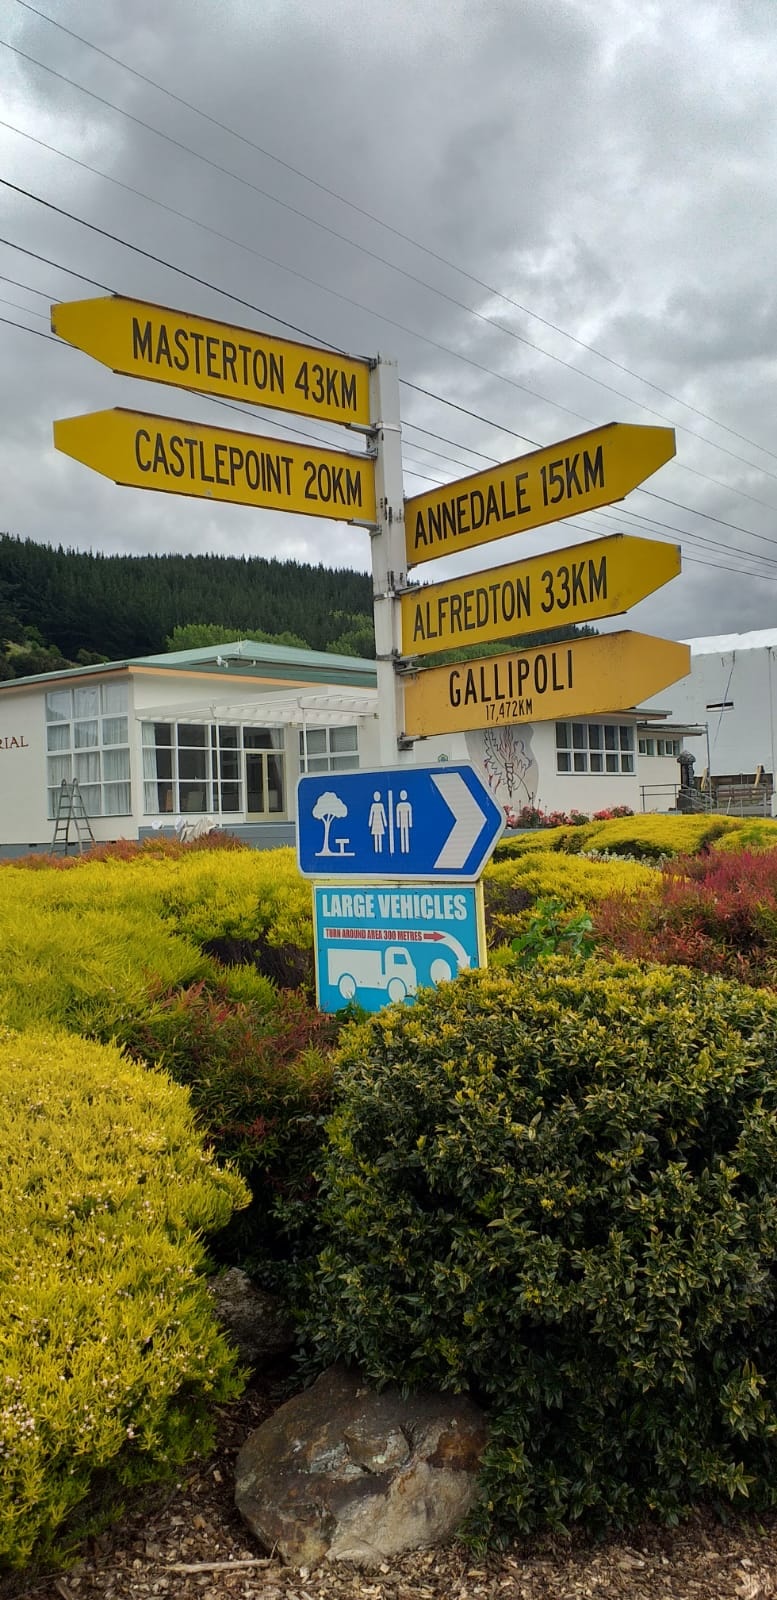 MASTERTON 43KM
CASTLEPOINT 20KM
ANNEDALE 15KM
ALFREDTON 33KM
GALLIPOLI
17,472KM
RIAL
LARGE VEHICLES
TURN AROUND AREA 300 METRES